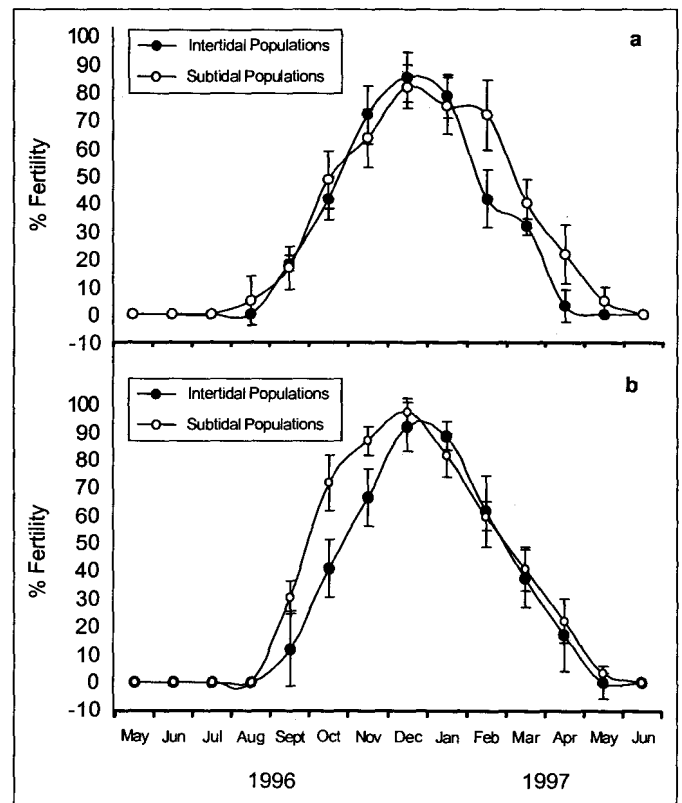 a
Intertidal Populations
Subtidal Populations
% Fertility
100
90
80
70
60
50
40
30
20
10
0
-10
b
Intertidal Populations
Subtidal Populations
% Fertility
100
90
80
70
60
50
40
30
20
10
0
-10
May Jun Jul Aug Sept Oct Nov Dec Jan Feb Mar Apr May Jun
1996 1997